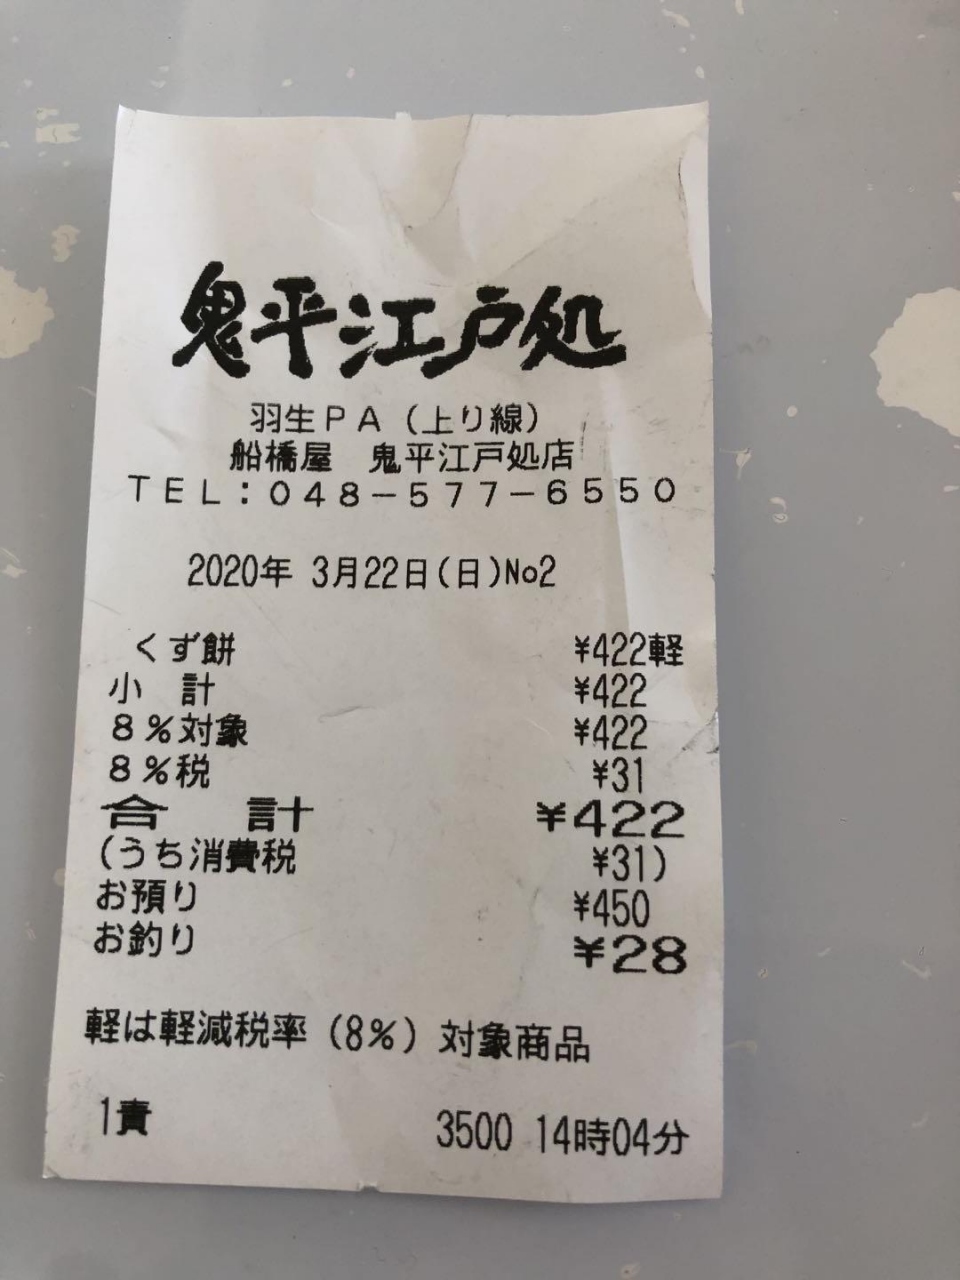 鬼平江戸処
羽生PA(上り線)
船橋屋 鬼平江戸処店
TEL:048-577-6550
2020年 3月22日(日)No2
くず餅 ¥422軽
小 計 ¥422
8%対象 ¥422
8%税 ¥31
合 計 ¥422
(うち消費税 ¥31)
お預り ¥450
お釣り ¥28
軽は軽減税率(8%)対象商品
1責 3500 14時04分